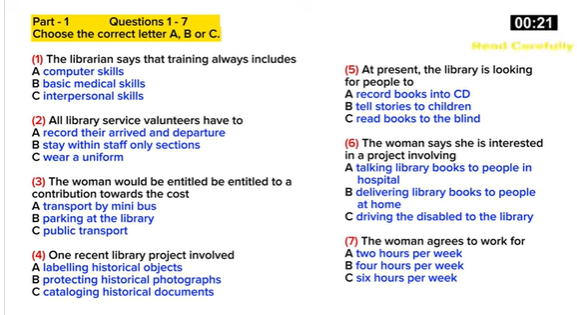 Part - 1 Questions 1 - 7
Choose the correct letter A, B or C.
(1) The librarian says that training always includes
A computer skills
B basic medical skills
C interpersonal skills
(2) All library service valunteers have to
A record their arrived and departure
B stay within staff only sections
C wear a uniform
(3) The woman would be entitled be entitled to a
contribution towards the cost
A transport by mini bus
B parking at the library
C public transport
(4) One recent library project involved
A labelling historical objects
B protecting historical photographs
C cataloging historical documents
00:21
Read Carefully
(5) At present, the library is looking
for people to
A record books into CD
B tell stories to children
C read books to the blind
(6) The woman says she is interested
in a project involving
A talking library books to people in
hospital
B delivering library books to people
at home
C driving the disabled to the library
(7) The woman agrees to work for
A two hours per week
B four hours per week
C six hours per week